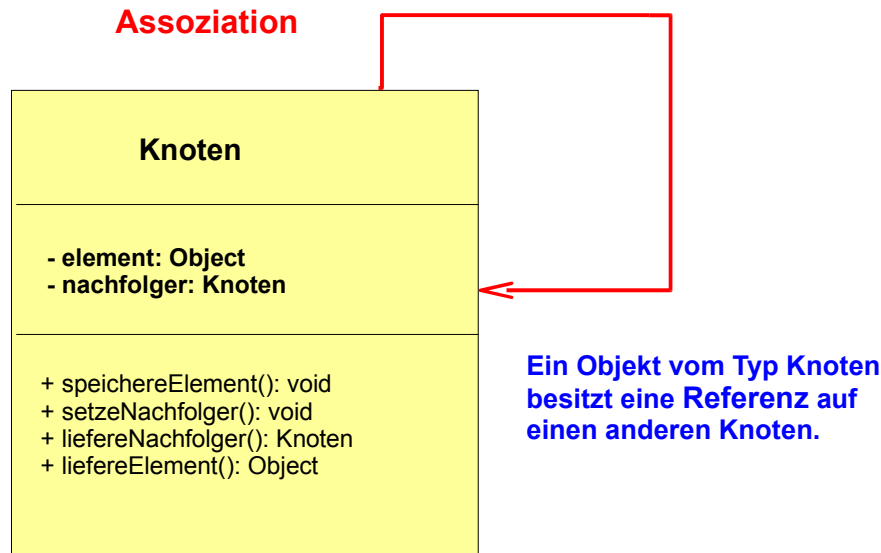 Assoziation
Knoten
- element: Object
- nachfolger: Knoten
+ speichereElement(): void
+ setzeNachfolger(): void
+ liefereNachfolger(): Knoten
+ liefereElement(): Object
Ein Objekt vom Typ Knoten
besitzt eine Referenz auf
einen anderen Knoten.